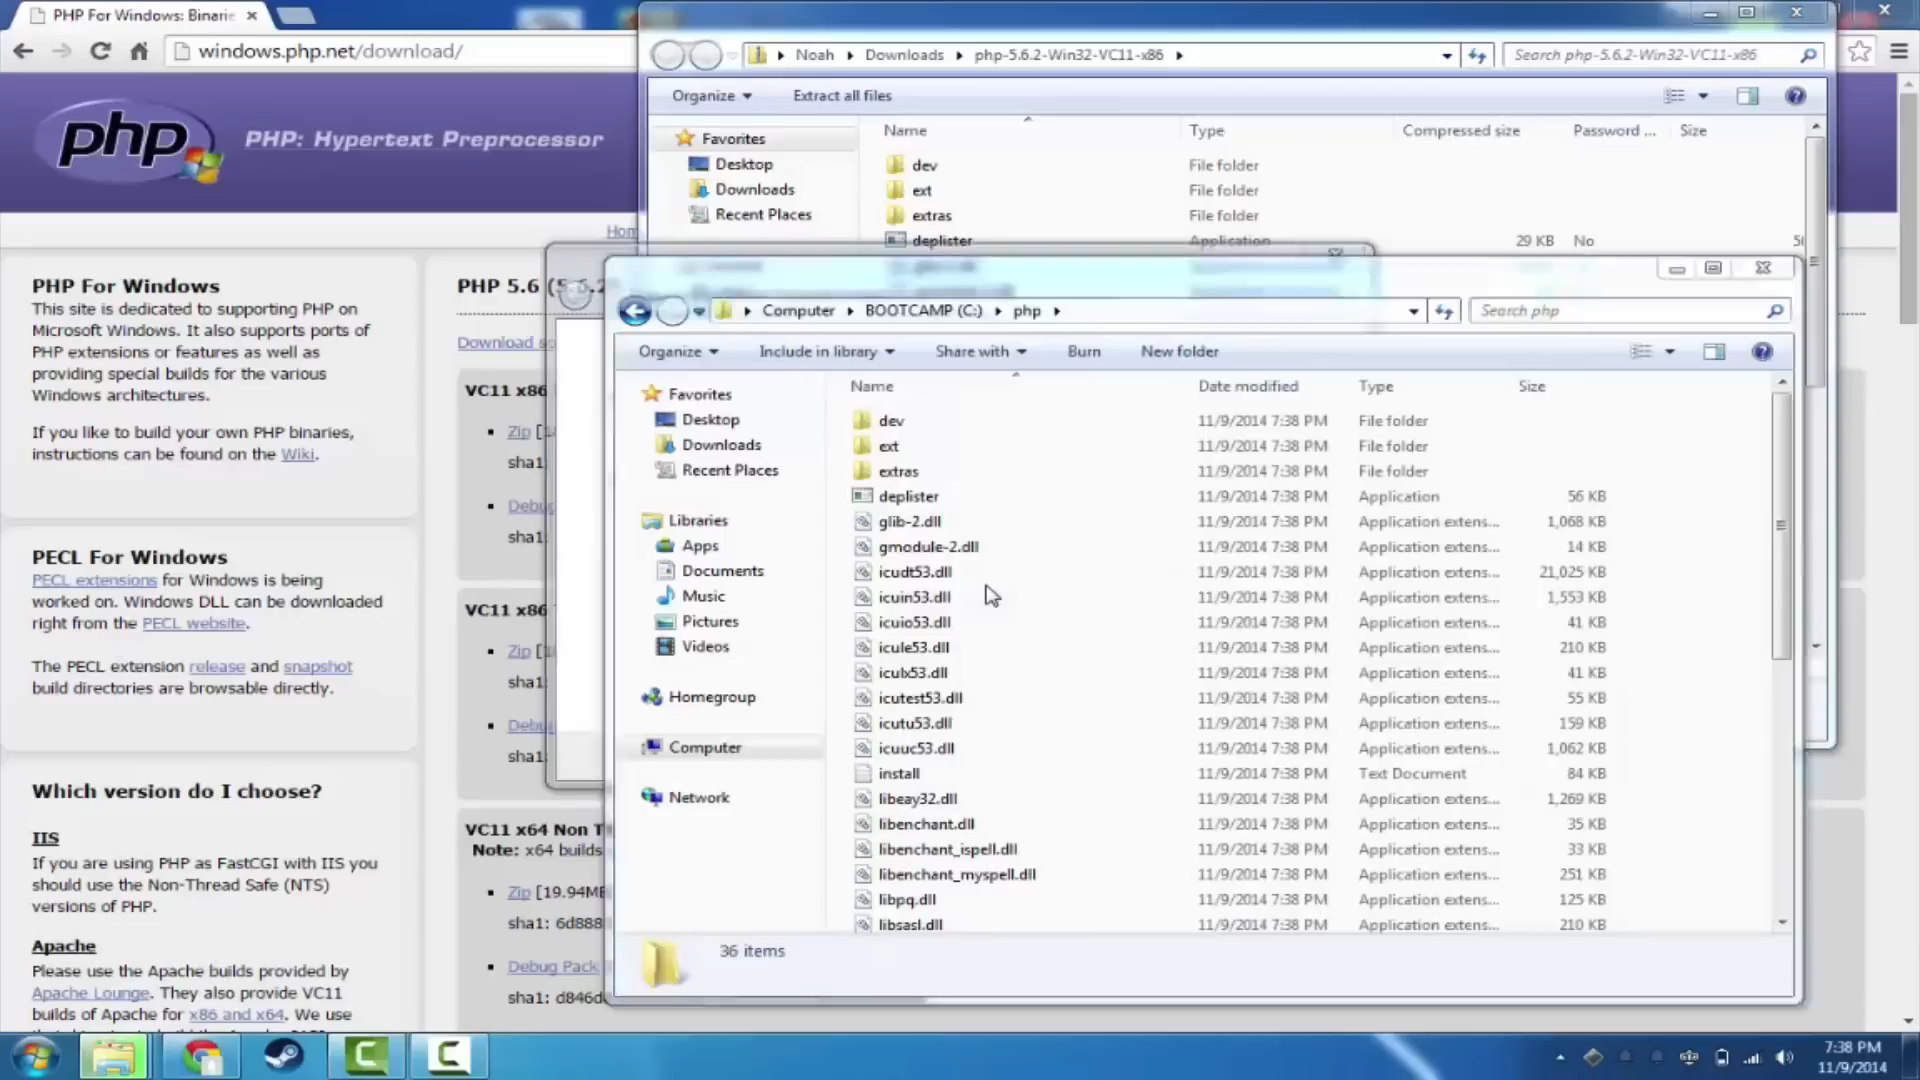 PHP For Windows: Binarie
windows.php.net/download/
php
PHP: Hypertext Preprocessor
Noah
Downloads
php-5.6.2-Win32-VC11-x86
Search php-5.6.2-Win32-VC11-x86
Organize
Extract all files
Favorites
Desktop
Downloads
Recent Places
Name Type Compressed size Password ... Size
dev File folder
ext File folder
extras File folder
deplister Application 29 KB No
Hom
PHP For Windows
This site is dedicated to supporting PHP on
Microsoft Windows. It also supports ports of
PHP extensions or features as well as
providing special builds for the various
Windows architectures.
If you like to build your own PHP binaries,
instructions can be found on the Wiki.
PECL For Windows
PECL extensions for Windows is being
worked on. Windows DLL can be downloaded
right from the PECL website.
The PECL extension release and snapshot
build directories are browsable directly.
Which version do I choose?
IIS
If you are using PHP as FastCGI with IIS you
should use the Non-Thread Safe (NTS)
versions of PHP.
Apache
Please use the Apache builds provided by
Apache Lounge. They also provide VC11
builds of Apache for x86 and x64. We use
PHP 5.6 (5.6.2
Download so
VC11 x86
Zip
sha1:
Debug
sha1:
VC11 x86
Zip
sha1:
Debu
sha1:
VC11 x64 Non T
Note: x64 builds
Zip [19.94ME
sha1: 6d888
Debug Pack
sha1: d846d
Computer
BOOTCAMP (C:)
php
Search php
Organize
Include in library
Share with
Burn
New folder
Favorites
Desktop
Downloads
Recent Places
Libraries
Apps
Documents
Music
Pictures
Videos
Homegroup
Computer
Network
Name Date modified Type Size
dev 11/9/2014 7:38 PM File folder
ext 11/9/2014 7:38 PM File folder
extras 11/9/2014 7:38 PM File folder
deplister 11/9/2014 7:38 PM Application 56 KB
glib-2.dll 11/9/2014 7:38 PM Application extens... 1,068 KB
gmodule-2.dll 11/9/2014 7:38 PM Application extens... 14 KB
icudt53.dll 11/9/2014 7:38 PM Application extens... 21,025 KB
icuin53.dll 11/9/2014 7:38 PM Application extens... 1,553 KB
icuio53.dll 11/9/2014 7:38 PM Application extens... 41 KB
icule53.dll 11/9/2014 7:38 PM Application extens... 210 KB
iculx53.dll 11/9/2014 7:38 PM Application extens... 41 KB
icutest53.dll 11/9/2014 7:38 PM Application extens... 55 KB
icutu53.dll 11/9/2014 7:38 PM Application extens... 159 KB
icuuc53.dll 11/9/2014 7:38 PM Application extens... 1,062 KB
install 11/9/2014 7:38 PM Text Document 84 KB
libeay32.dll 11/9/2014 7:38 PM Application extens... 1,269 KB
libenchant.dll 11/9/2014 7:38 PM Application extens... 35 KB
libenchant_ispell.dll 11/9/2014 7:38 PM Application extens... 33 KB
libenchant_myspell.dll 11/9/2014 7:38 PM Application extens... 251 KB
libpq.dll 11/9/2014 7:38 PM Application extens... 125 KB
libsasl.dll 11/9/2014 7:38 PM Application extens... 210 KB
36 items
7:38 PM
11/9/2014